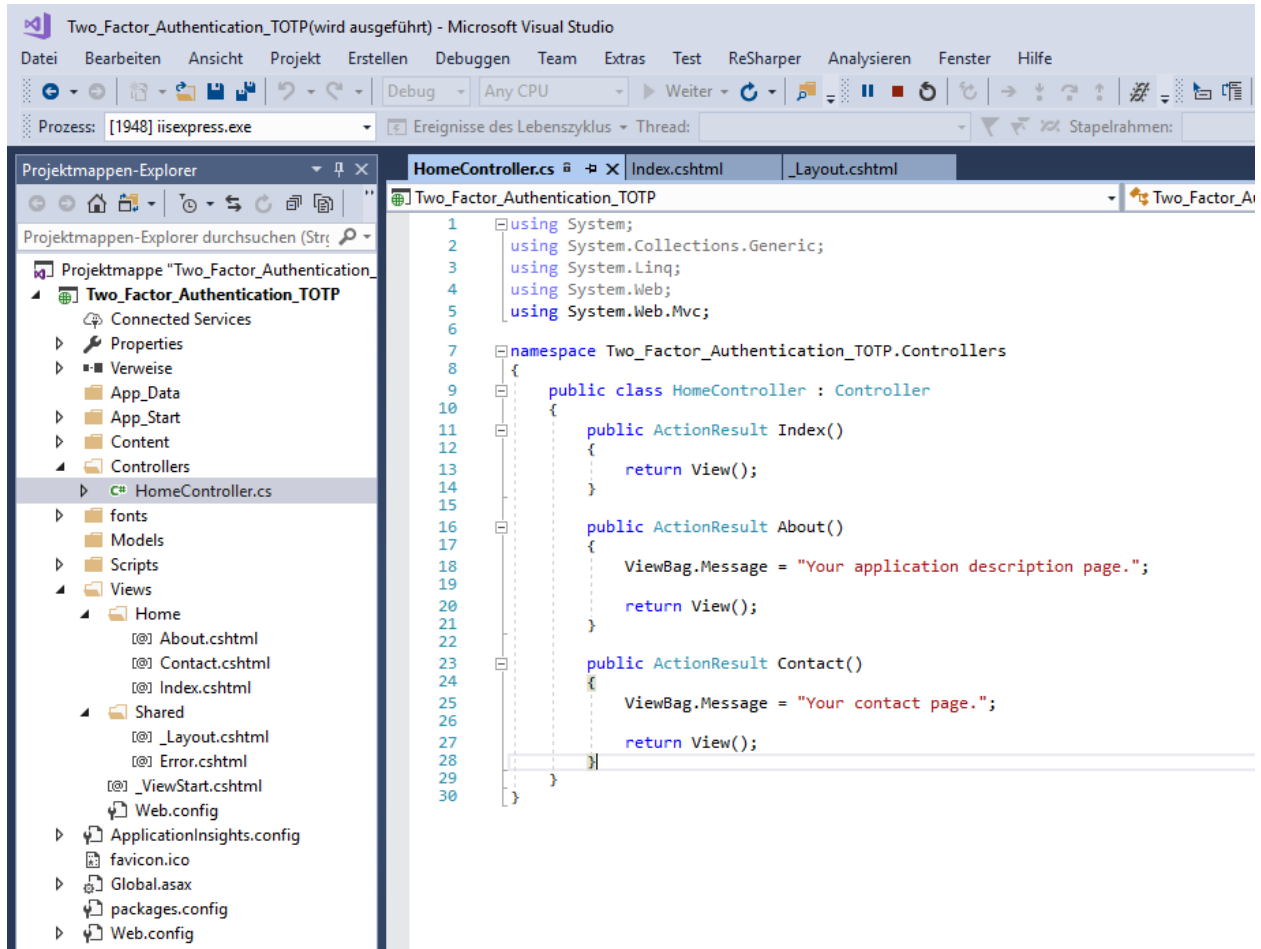 Two_Factor_Authentication_TOTP(wird ausgeführt) - Microsoft Visual Studio
Datei Bearbeiten Ansicht Projekt Erstellen Debuggen Team Extras Test ReSharper Analysieren Fenster Hilfe
Debug Any CPU Weiter
Prozess: [1948] iisexpress.exe Ereignisse des Lebenszyklus Thread: Stapelrahmen:
Projektmappen-Explorer
Projektmappen-Explorer durchsuchen (Strg
Projektmappe "Two_Factor_Authentication_
Two_Factor_Authentication_TOTP
Connected Services
Properties
Verweise
App_Data
App_Start
Content
Controllers
C# HomeController.cs
fonts
Models
Scripts
Views
Home
[@] About.cshtml
[@] Contact.cshtml
[@] Index.cshtml
Shared
[@] _Layout.cshtml
[@] Error.cshtml
[@] _ViewStart.cshtml
Web.config
ApplicationInsights.config
favicon.ico
Global.asax
packages.config
Web.config
HomeController.cs Index.cshtml _Layout.cshtml
Two_Factor_Authentication_TOTP Two_Factor_Au
1 using System;
2 using System.Collections.Generic;
3 using System.Linq;
4 using System.Web;
5 using System.Web.Mvc;
6
7 namespace Two_Factor_Authentication_TOTP.Controllers
8 {
9 public class HomeController : Controller
10 {
11 public ActionResult Index()
12 {
13 return View();
14 }
15
16 public ActionResult About()
17 {
18 ViewBag.Message = "Your application description page.";
19
20 return View();
21 }
22
23 public ActionResult Contact()
24 {
25 ViewBag.Message = "Your contact page.";
26
27 return View();
28 }
29 }
30 }